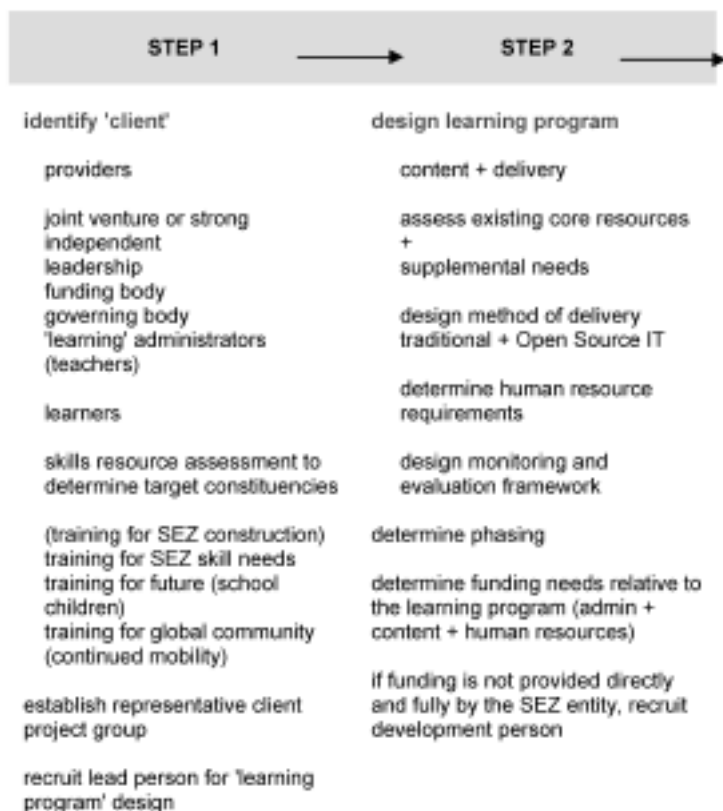 STEP 1
STEP 2
identify 'client'
providers
joint venture or strong
independent
leadership
funding body
governing body
'learning' administrators
(teachers)
learners
skills resource assessment to
determine target constituencies
(training for SEZ construction)
training for SEZ skill needs
training for future (school
children)
training for global community
(continued mobility)
establish representative client
project group
recruit lead person for 'learning
program' design
design learning program
content + delivery
assess existing core resources
+
supplemental needs
design method of delivery
traditional + Open Source IT
determine human resource
requirements
design monitoring and
evaluation framework
determine phasing
determine funding needs relative to
the learning program (admin +
content + human resources)
if funding is not provided directly
and fully by the SEZ entity, recruit
development person